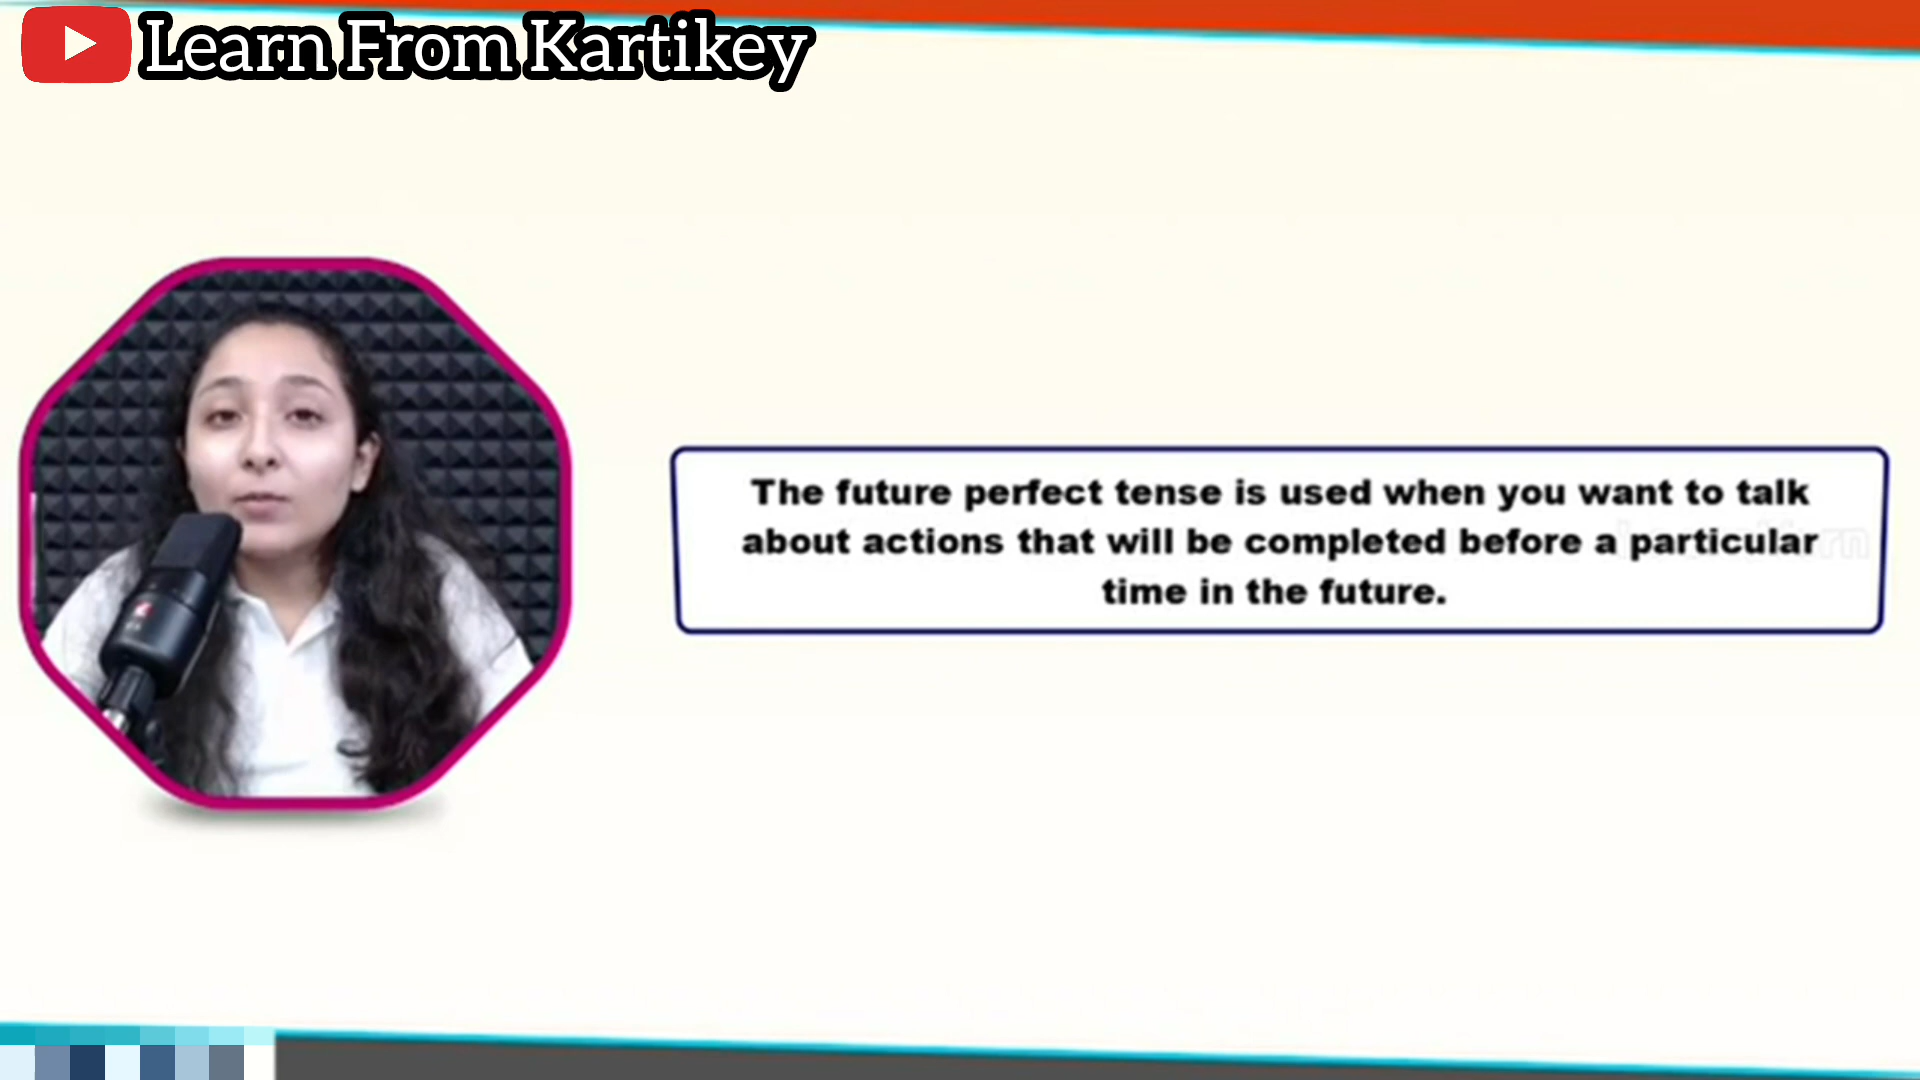 Learn From Kartikey
The future perfect tense is used when you want to talk
about actions that will be completed before a particular
time in the future.